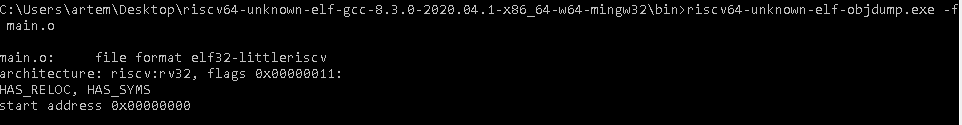 C:\Users\artem\Desktop\riscv64-unknown-elf-gcc-8.3.0-2020.04.1-x86_64-w64-mingw32\bin>riscv64-unknown-elf-objdump.exe -f
main.o
main.o:     file format elf32-littleriscv
architecture: riscv:rv32, flags 0x00000011:
HAS_RELOC, HAS_SYMS
start address 0x00000000